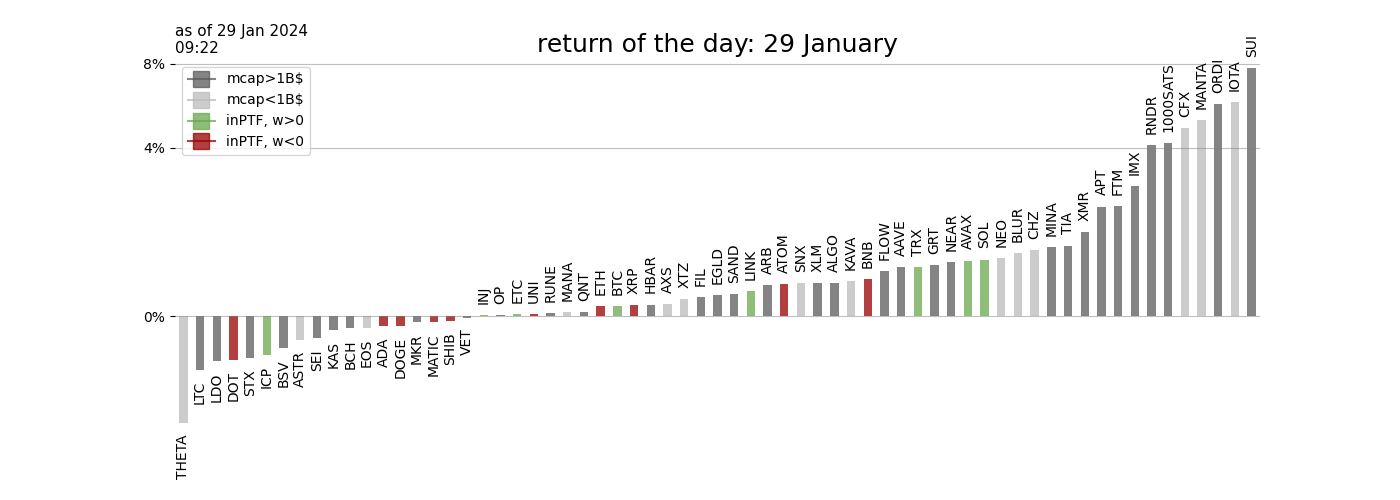 as of 29 Jan 2024
09:22
return of the day: 29 January
8%
4%
0%
mcap>1B$
mcap<1B$
inPTF, w>0
inPTF, w<0
THETA
LTC
LDO
DOT
STX
ICP
BSV
ASTR
SEI
KAS
BCH
EOS
ADA
DOGE
MKR
MATIC
SHIB
VET
INJ
OP
ETC
UNI
RUNE
MANA
QNT
ETH
BTC
XRP
HBAR
AXS
XTZ
FIL
EGLD
SAND
LINK
ARB
ATOM
SNX
XLM
ALGO
KAVA
BNB
FLOW
AAVE
TRX
GRT
NEAR
AVAX
SOL
NEO
BLUR
CHZ
MINA
TIA
XMR
APT
FTM
IMX
RNDR
1000SATS
CFX
MANTA
ORDI
IOTA
SUI